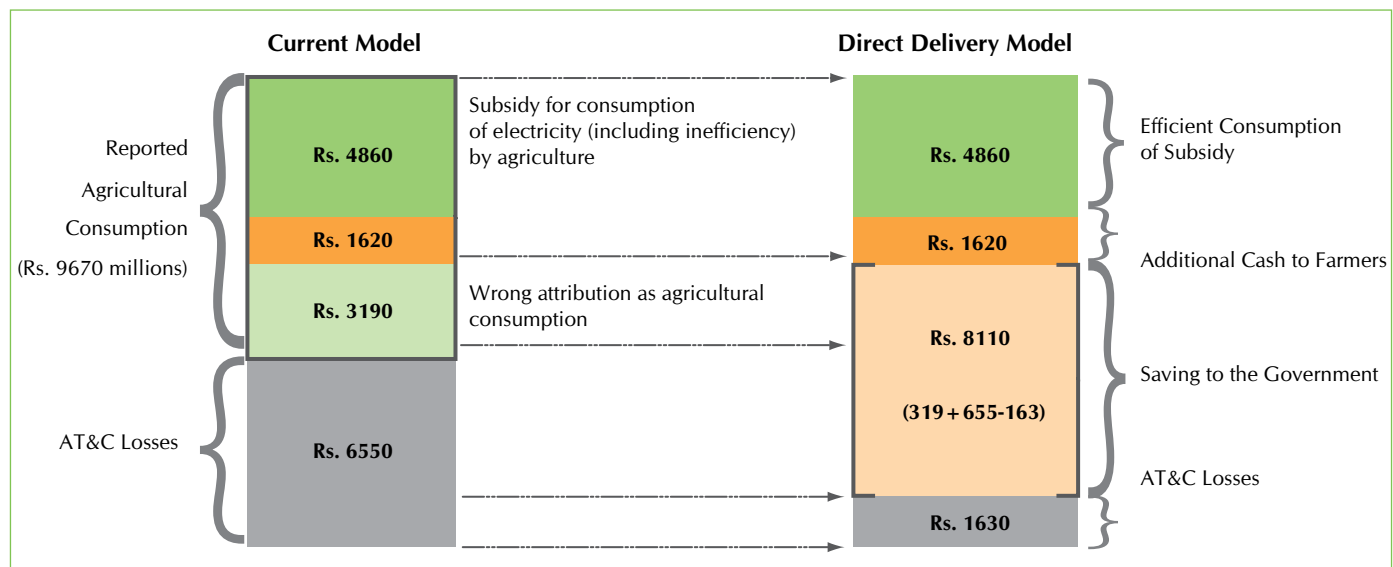 Current Model
Direct Delivery Model
Reported
Agricultural
Consumption
(Rs. 9670 millions)
AT&C Losses
Rs. 4860
Rs. 1620
Rs. 3190
Rs. 6550
Subsidy for consumption
of electricity (including inefficiency)
by agriculture
Wrong attribution as agricultural
consumption
Rs. 4860
Rs. 1620
Rs. 8110
(319+655-163)
Rs. 1630
Efficient Consumption
of Subsidy
Additional Cash to Farmers
Saving to the Government
AT&C Losses